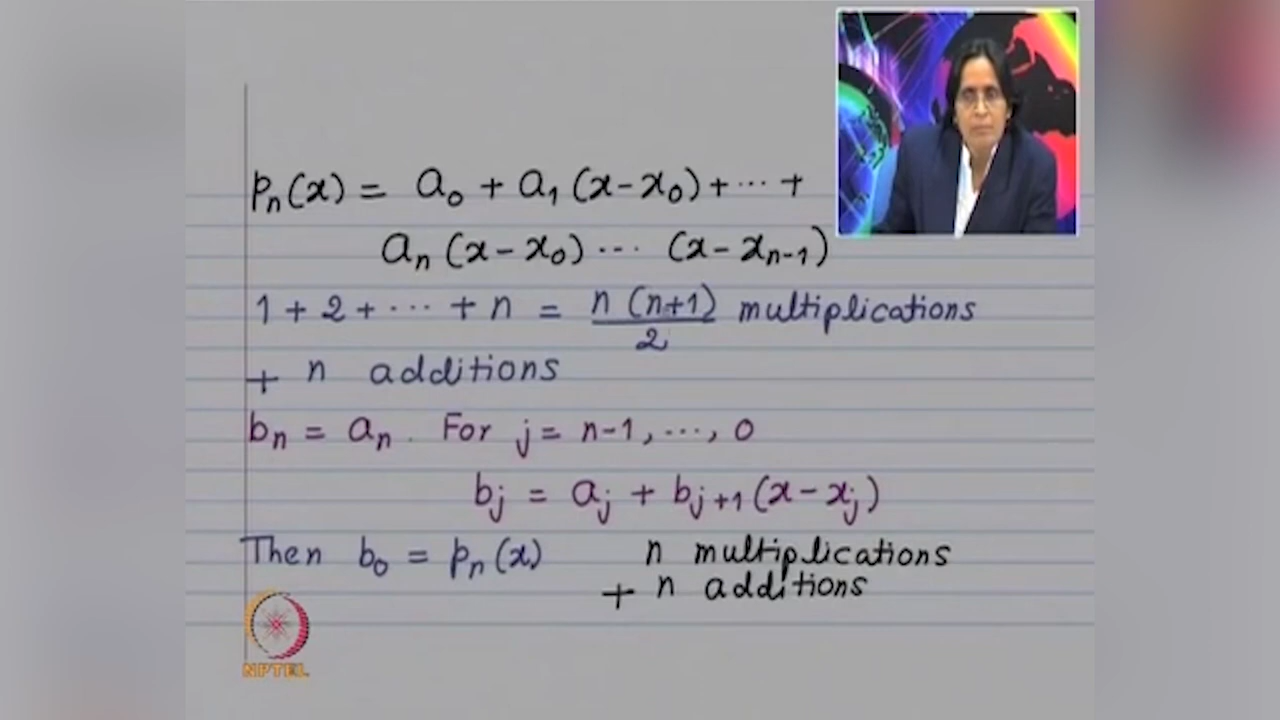 pₙ(x) = a₀ + a₁ (x-x₀) + ⋯ +
aₙ (x-x₀) ⋯ (x-xₙ₋₁)
1 + 2 + ⋯ + n = n (n+1)/2 multiplications
+ n additions
bₙ = aₙ. For j = n-1, ⋯, 0
bⱼ = aⱼ + bⱼ₊₁ (x-xⱼ)
Then b₀ = pₙ(x) n multiplications
+ n additions
NPTEL